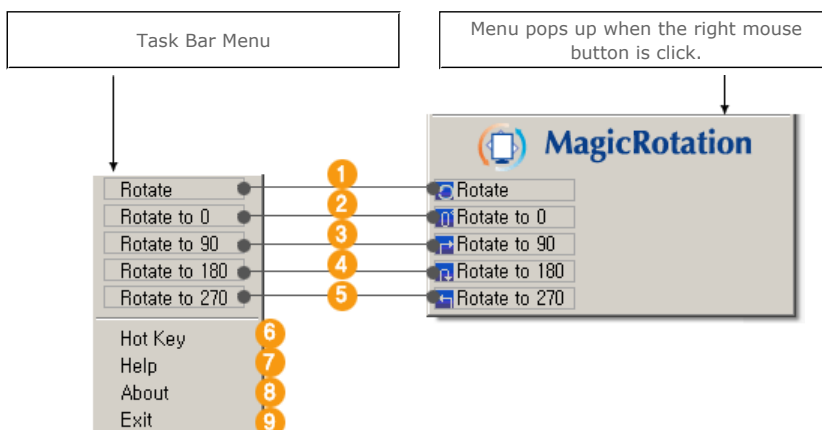 Task Bar Menu
Menu pops up when the right mouse
button is click.
MagicRotation
Rotate
1
Rotate
Rotate to 0
2
Rotate to 0
Rotate to 90
3
Rotate to 90
Rotate to 180
4
Rotate to 180
Rotate to 270
5
Rotate to 270
Hot Key
6
Help
7
About
8
Exit
9